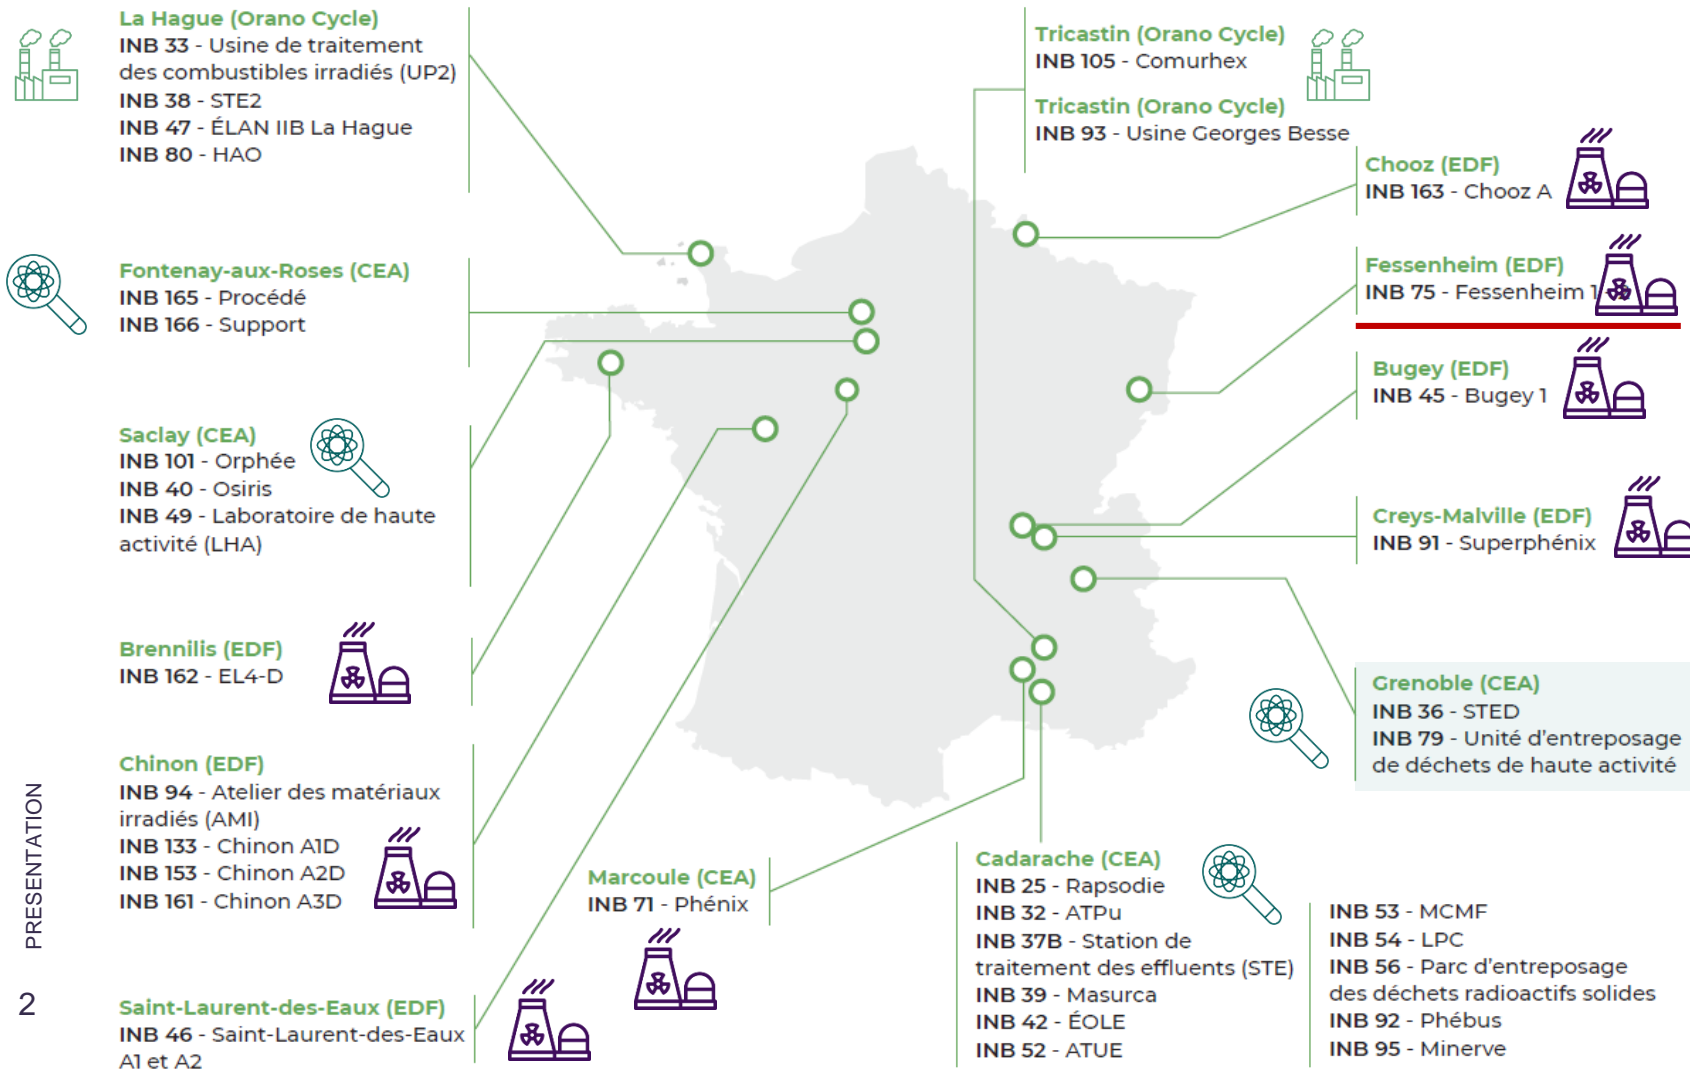 La Hague (Orano Cycle)
INB 33 - Usine de traitement
des combustibles irradiés (UP2)
INB 38 - STE2
INB 47 - ÉLAN IIB La Hague
INB 80 - HAO
Fontenay-aux-Roses (CEA)
INB 165 - Procédé
INB 166 - Support
Saclay (CEA)
INB 101 - Orphée
INB 40 - Osiris
INB 49 - Laboratoire de haute
activité (LHA)
Brennilis (EDF)
INB 162 - EL4-D
Chinon (EDF)
INB 94 - Atelier des matériaux
irradiés (AMI)
INB 133 - Chinon A1D
INB 153 - Chinon A2D
INB 161 - Chinon A3D
Saint-Laurent-des-Eaux (EDF)
INB 46 - Saint-Laurent-des-Eaux
A1 et A2
Marcoule (CEA)
INB 71 - Phénix
Tricastin (Orano Cycle)
INB 105 - Comurhex
Tricastin (Orano Cycle)
INB 93 - Usine Georges Besse
Chooz (EDF)
INB 163 - Chooz A
Fessenheim (EDF)
INB 75 - Fessenheim 1
Bugey (EDF)
INB 45 - Bugey 1
Creys-Malville (EDF)
INB 91 - Superphénix
Grenoble (CEA)
INB 36 - STED
INB 79 - Unité d'entreposage
de déchets de haute activité
Cadarache (CEA)
INB 25 - Rapsodie
INB 32 - ATPu
INB 37B - Station de
traitement des effluents (STE)
INB 39 - Masurca
INB 42 - ÉOLE
INB 52 - ATUE
INB 53 - MCMF
INB 54 - LPC
INB 56 - Parc d'entreposage
des déchets radioactifs solides
INB 92 - Phébus
INB 95 - Minerve
PRESENTATION
2